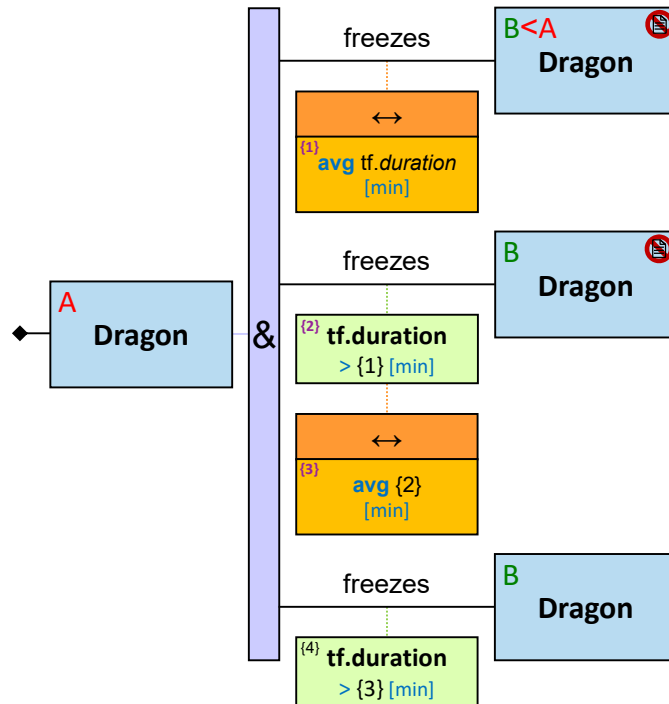 freezes
B<A
Dragon
↔
{1}
avg tf.duration
[min]
freezes
B
Dragon
A
Dragon
&
{2}
tf.duration
> {1} [min]
↔
{3}
avg {2}
[min]
freezes
B
Dragon
{4}
tf.duration
> {3} [min]